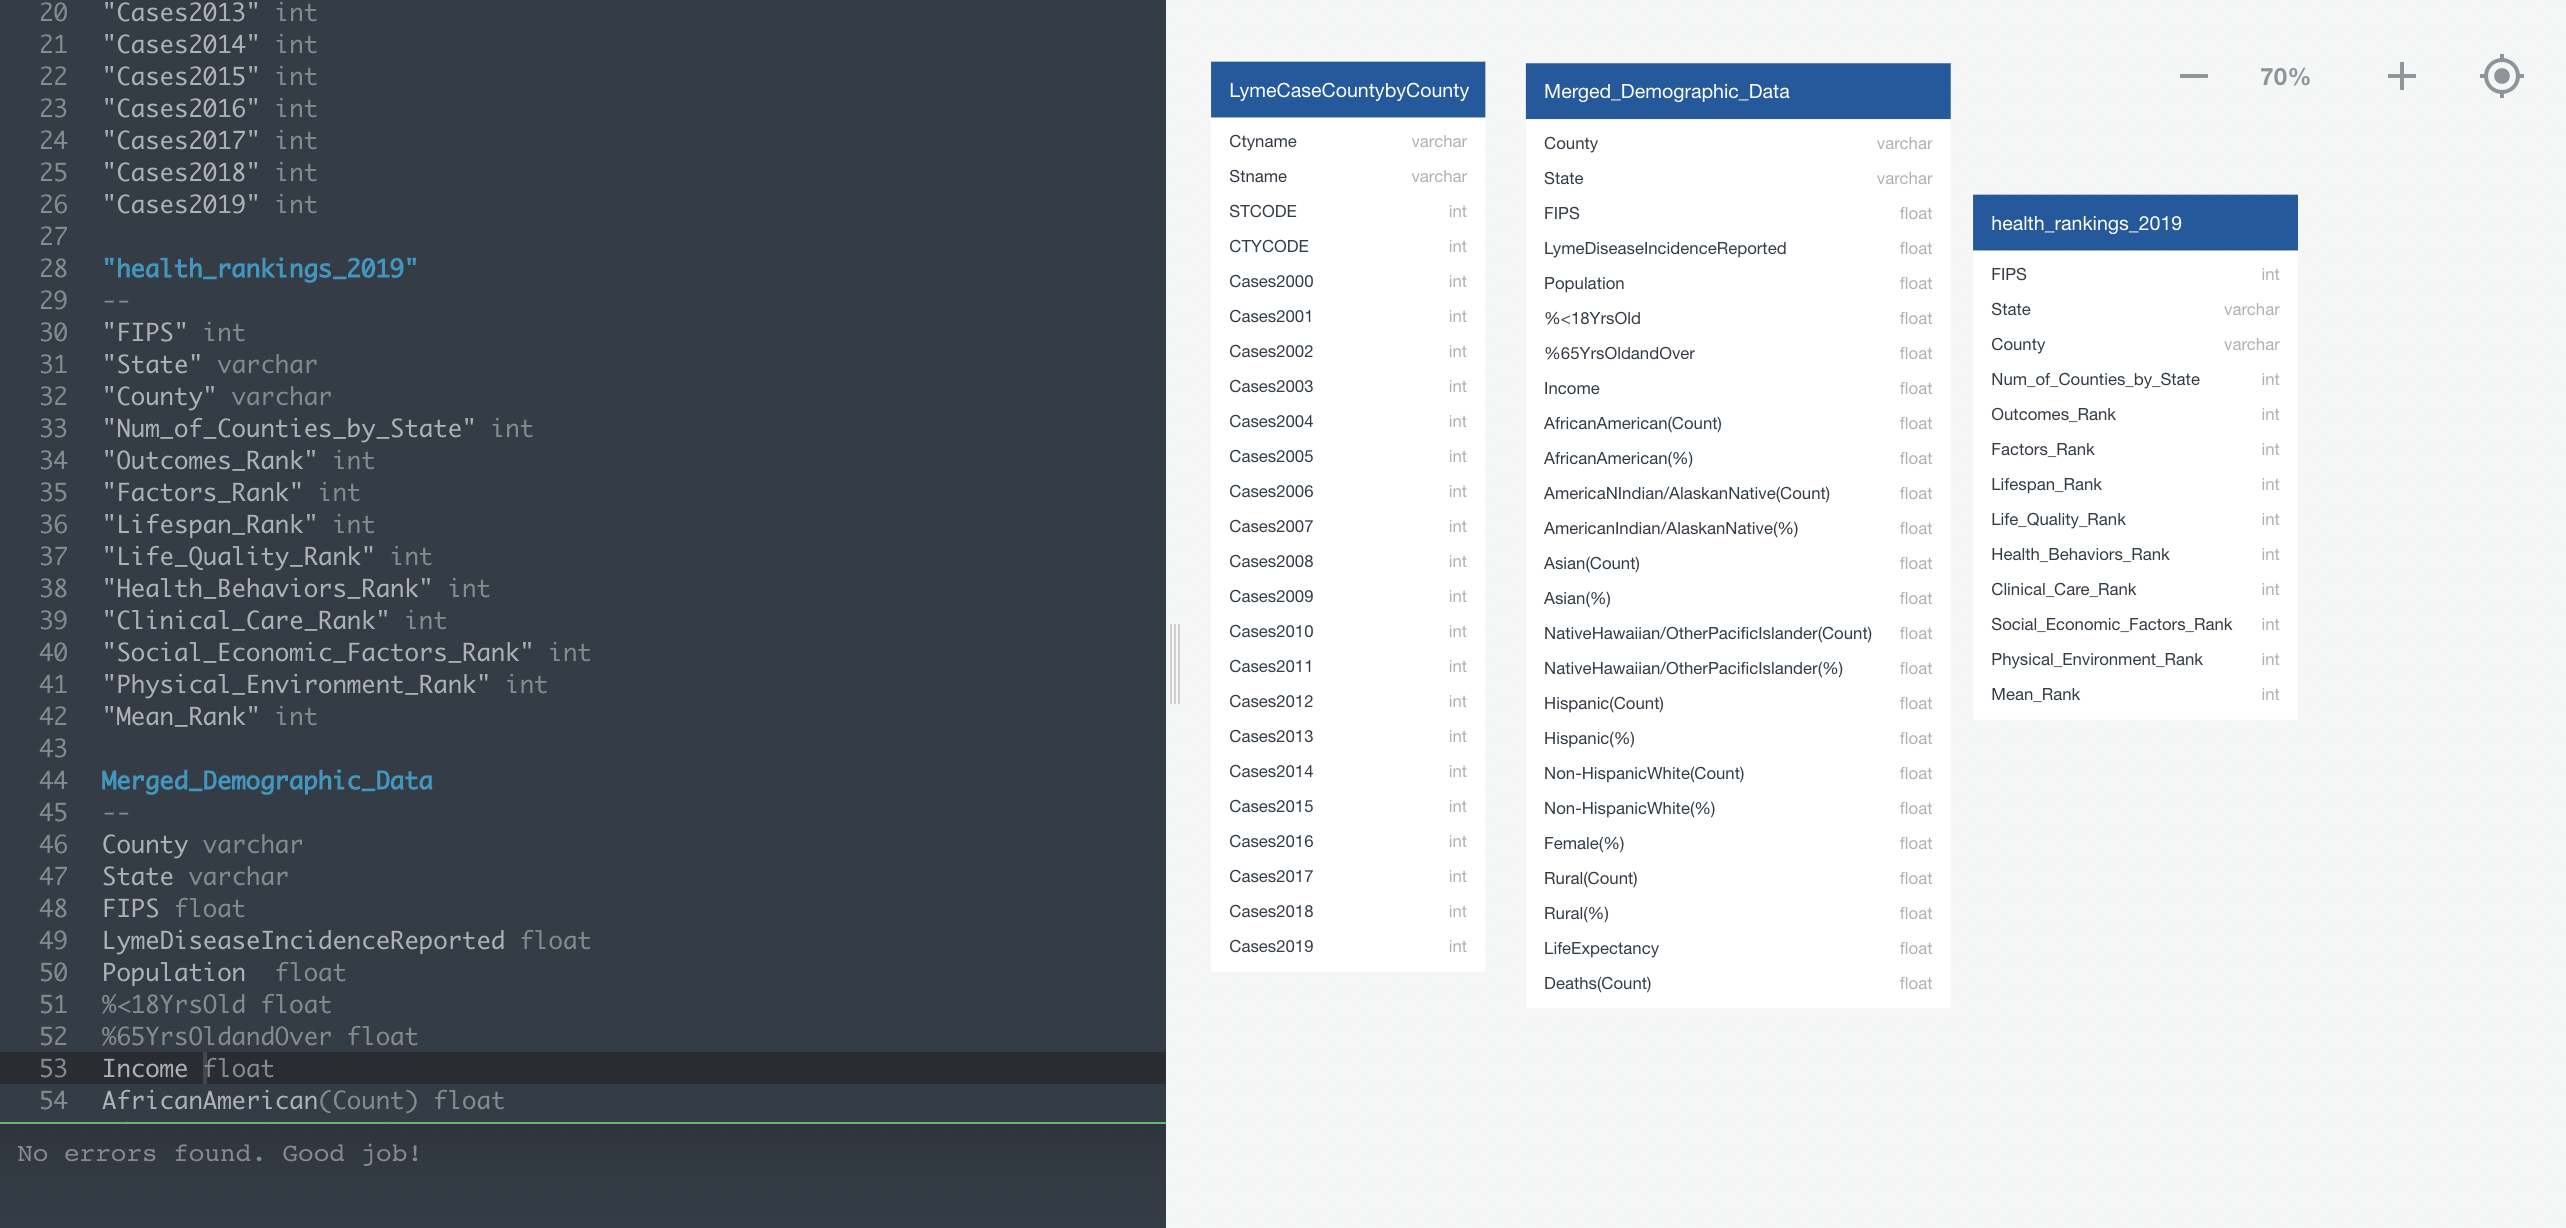 20 "Cases2013" int
21 "Cases2014" int
22 "Cases2015" int
23 "Cases2016" int
24 "Cases2017" int
25 "Cases2018" int
26 "Cases2019" int
27
28 "health_rankings_2019"
29 --
30 "FIPS" int
31 "State" varchar
32 "County" varchar
33 "Num_of_Counties_by_State" int
34 "Outcomes_Rank" int
35 "Factors_Rank" int
36 "Lifespan_Rank" int
37 "Life_Quality_Rank" int
38 "Health_Behaviors_Rank" int
39 "Clinical_Care_Rank" int
40 "Social_Economic_Factors_Rank" int
41 "Physical_Environment_Rank" int
42 "Mean_Rank" int
43
44 Merged_Demographic_Data
45 --
46 County varchar
47 State varchar
48 FIPS float
49 LymeDiseaseIncidenceReported float
50 Population  float
51 %<18YrsOld float
52 %65YrsOldandOver float
53 Income float
54 AfricanAmerican(Count) float
No errors found. Good job!
LymeCaseCountybyCounty
Ctyname varchar
Stname varchar
STCODE int
CTYCODE int
Cases2000 int
Cases2001 int
Cases2002 int
Cases2003 int
Cases2004 int
Cases2005 int
Cases2006 int
Cases2007 int
Cases2008 int
Cases2009 int
Cases2010 int
Cases2011 int
Cases2012 int
Cases2013 int
Cases2014 int
Cases2015 int
Cases2016 int
Cases2017 int
Cases2018 int
Cases2019 int
Merged_Demographic_Data
County varchar
State varchar
FIPS float
LymeDiseaseIncidenceReported float
Population float
%<18YrsOld float
%65YrsOldandOver float
Income float
AfricanAmerican(Count) float
AfricanAmerican(%) float
AmericaNIndian/AlaskanNative(Count) float
AmericanIndian/AlaskanNative(%) float
Asian(Count) float
Asian(%) float
NativeHawaiian/OtherPacificIslander(Count) float
NativeHawaiian/OtherPacificIslander(%) float
Hispanic(Count) float
Hispanic(%) float
Non-HispanicWhite(Count) float
Non-HispanicWhite(%) float
Female(%) float
Rural(Count) float
Rural(%) float
LifeExpectancy float
Deaths(Count) float
70%
health_rankings_2019
FIPS int
State varchar
County varchar
Num_of_Counties_by_State int
Outcomes_Rank int
Factors_Rank int
Lifespan_Rank int
Life_Quality_Rank int
Health_Behaviors_Rank int
Clinical_Care_Rank int
Social_Economic_Factors_Rank int
Physical_Environment_Rank int
Mean_Rank int